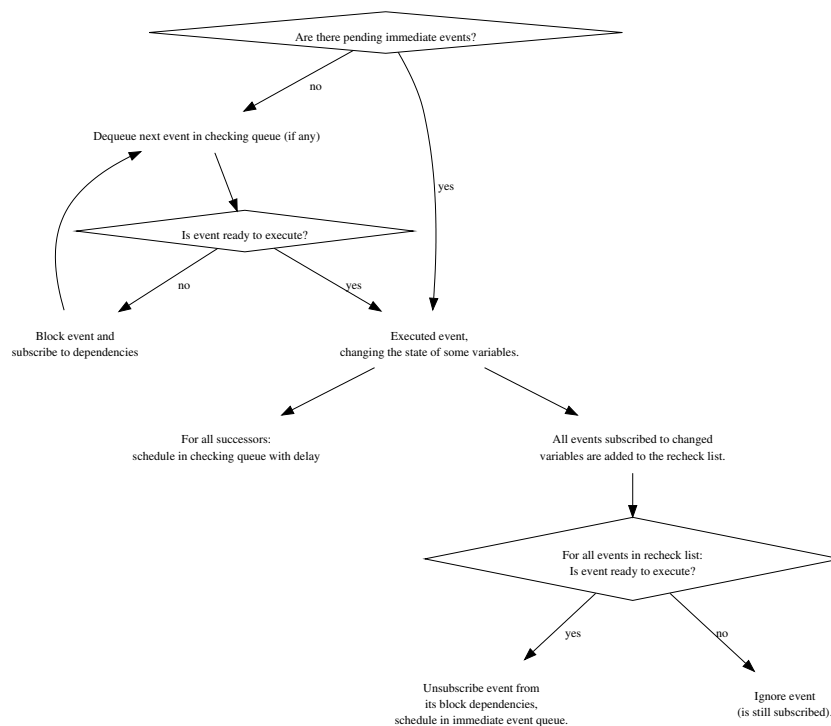 Are there pending immediate events?
no
Dequeue next event in checking queue (if any)
yes
Is event ready to execute?
no
yes
Block event and
subscribe to dependencies
Executed event,
changing the state of some variables.
For all successors:
schedule in checking queue with delay
All events subscribed to changed
variables are added to the recheck list.
For all events in recheck list:
Is event ready to execute?
yes
no
Unsubscribe event from
its block dependencies,
schedule in immediate event queue.
Ignore event
(is still subscribed).